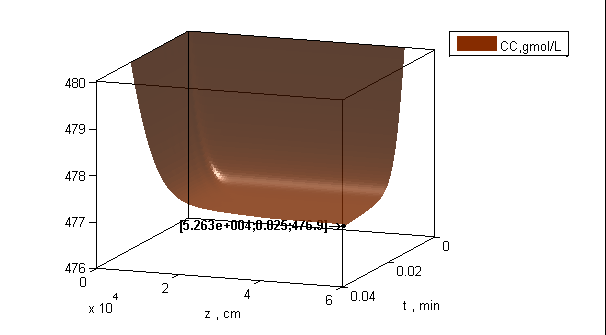 CC,gmol/L
480
479
478
477
476
[5.263e+004;0.025;476.9] ->
0
2
4
6
x 10^4
z , cm
0
0.02
0.04
t , min